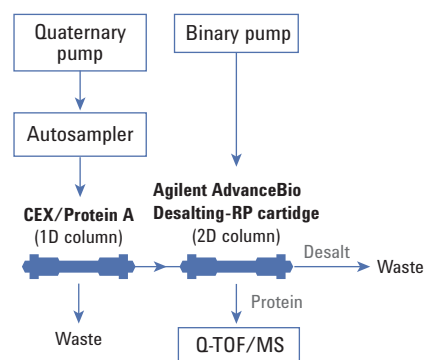 Quaternary
pump
Binary pump
Autosampler
CEX/Protein A
(1D column)
Agilent AdvanceBio
Desalting-RP cartidge
(2D column)
Desalt
Waste
Protein
Waste
Q-TOF/MS